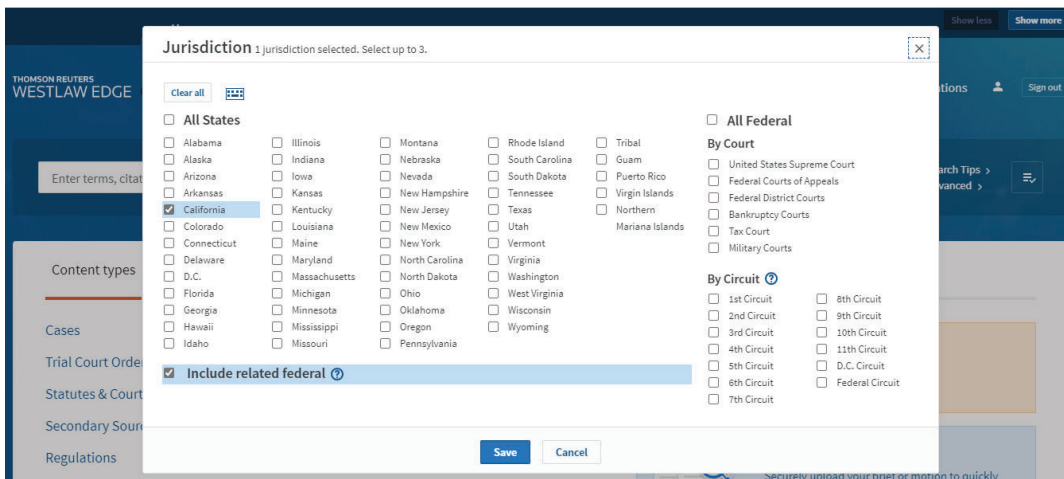 Show less Show more
Jurisdiction 1 jurisdiction selected. Select up to 3.
THOMSON REUTERS
WESTLAW EDGE
Sign out
Clear all
All States
Alabama Illinois Montana Rhode Island Tribal
Alaska Indiana Nebraska South Carolina Guam
Arizona Iowa Nevada South Dakota Puerto Rico
Arkansas Kansas New Hampshire Tennessee Virgin Islands
California Kentucky New Jersey Texas Northern
Colorado Louisiana New Mexico Utah Mariana Islands
Connecticut Maine New York Vermont
Delaware Maryland North Carolina Virginia
D.C. Massachusetts North Dakota Washington
Florida Michigan Ohio West Virginia
Georgia Minnesota Oklahoma Wisconsin
Hawaii Mississippi Oregon Wyoming
Idaho Missouri Pennsylvania
Include related federal
All Federal
By Court
United States Supreme Court
Federal Courts of Appeals
Federal District Courts
Bankruptcy Courts
Tax Court
Military Courts
By Circuit
1st Circuit 8th Circuit
2nd Circuit 9th Circuit
3rd Circuit 10th Circuit
4th Circuit 11th Circuit
5th Circuit D.C. Circuit
6th Circuit Federal Circuit
7th Circuit
Save Cancel
Enter terms, citat
arch Tips >
vanced >
Content types
Cases
Trial Court Orde
Statutes & Court
Secondary Sour
Regulations
Securely upload your brief or motion to quickly